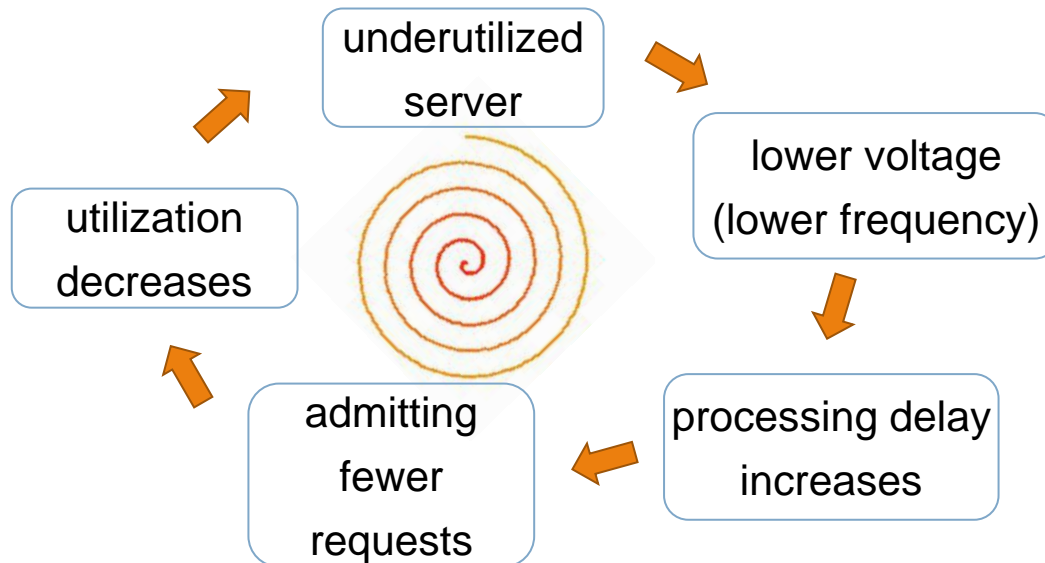 underutilized
server
lower voltage
(lower frequency)
processing delay
increases
admitting
fewer
requests
utilization
decreases